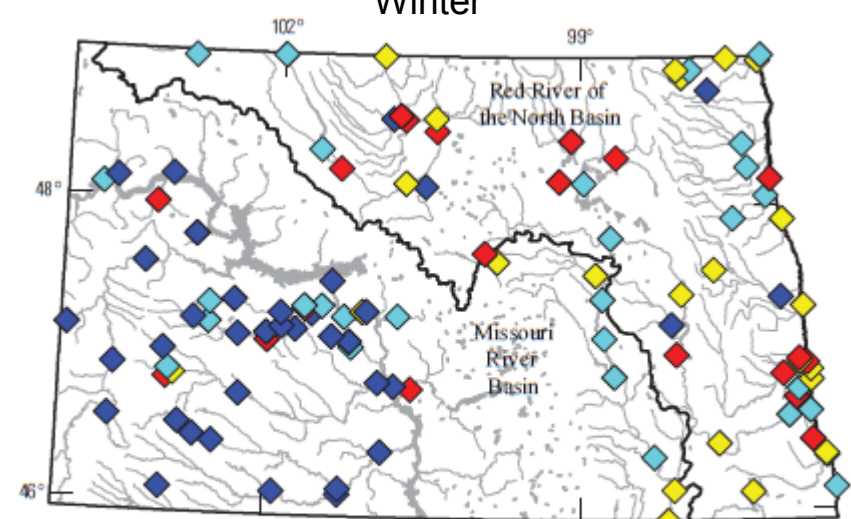 Winter
102°
99°
Red River of
the North Basin
48°
Missouri
River
Basin
46°